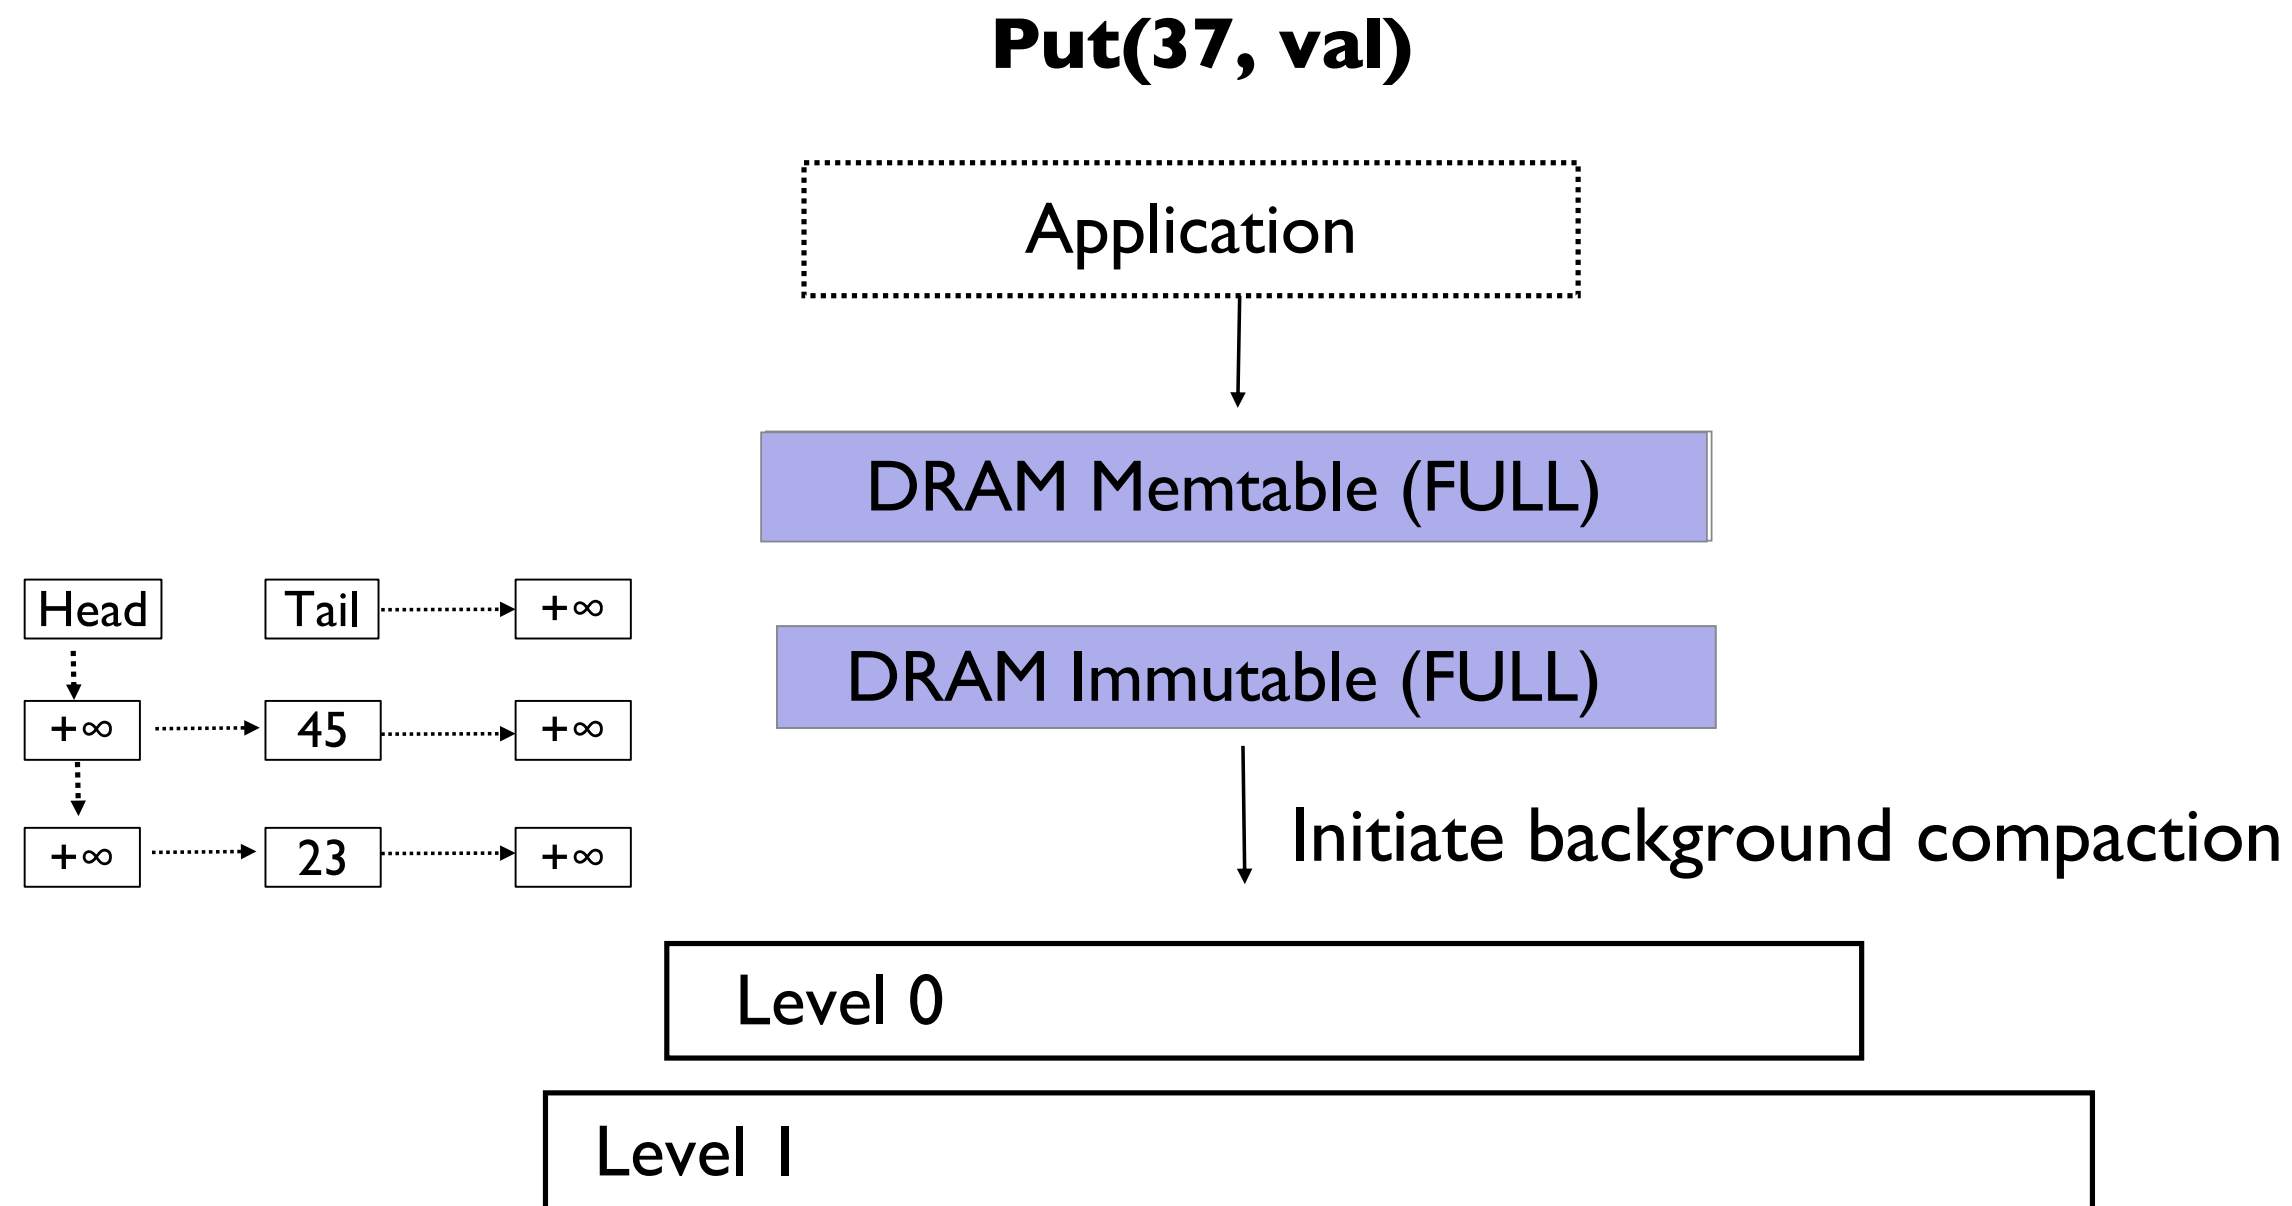 Put(37, val)
Application
DRAM Memtable (FULL)
Head Tail +∞
DRAM Immutable (FULL)
+∞ 45 +∞
Initiate background compaction
+∞ 23 +∞
Level 0
Level 1